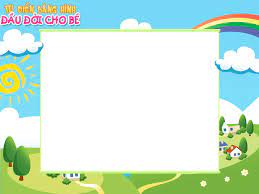 TỪ ĐIỂN BẰNG HÌNH
ĐẦU ĐỜI CHO BÉ